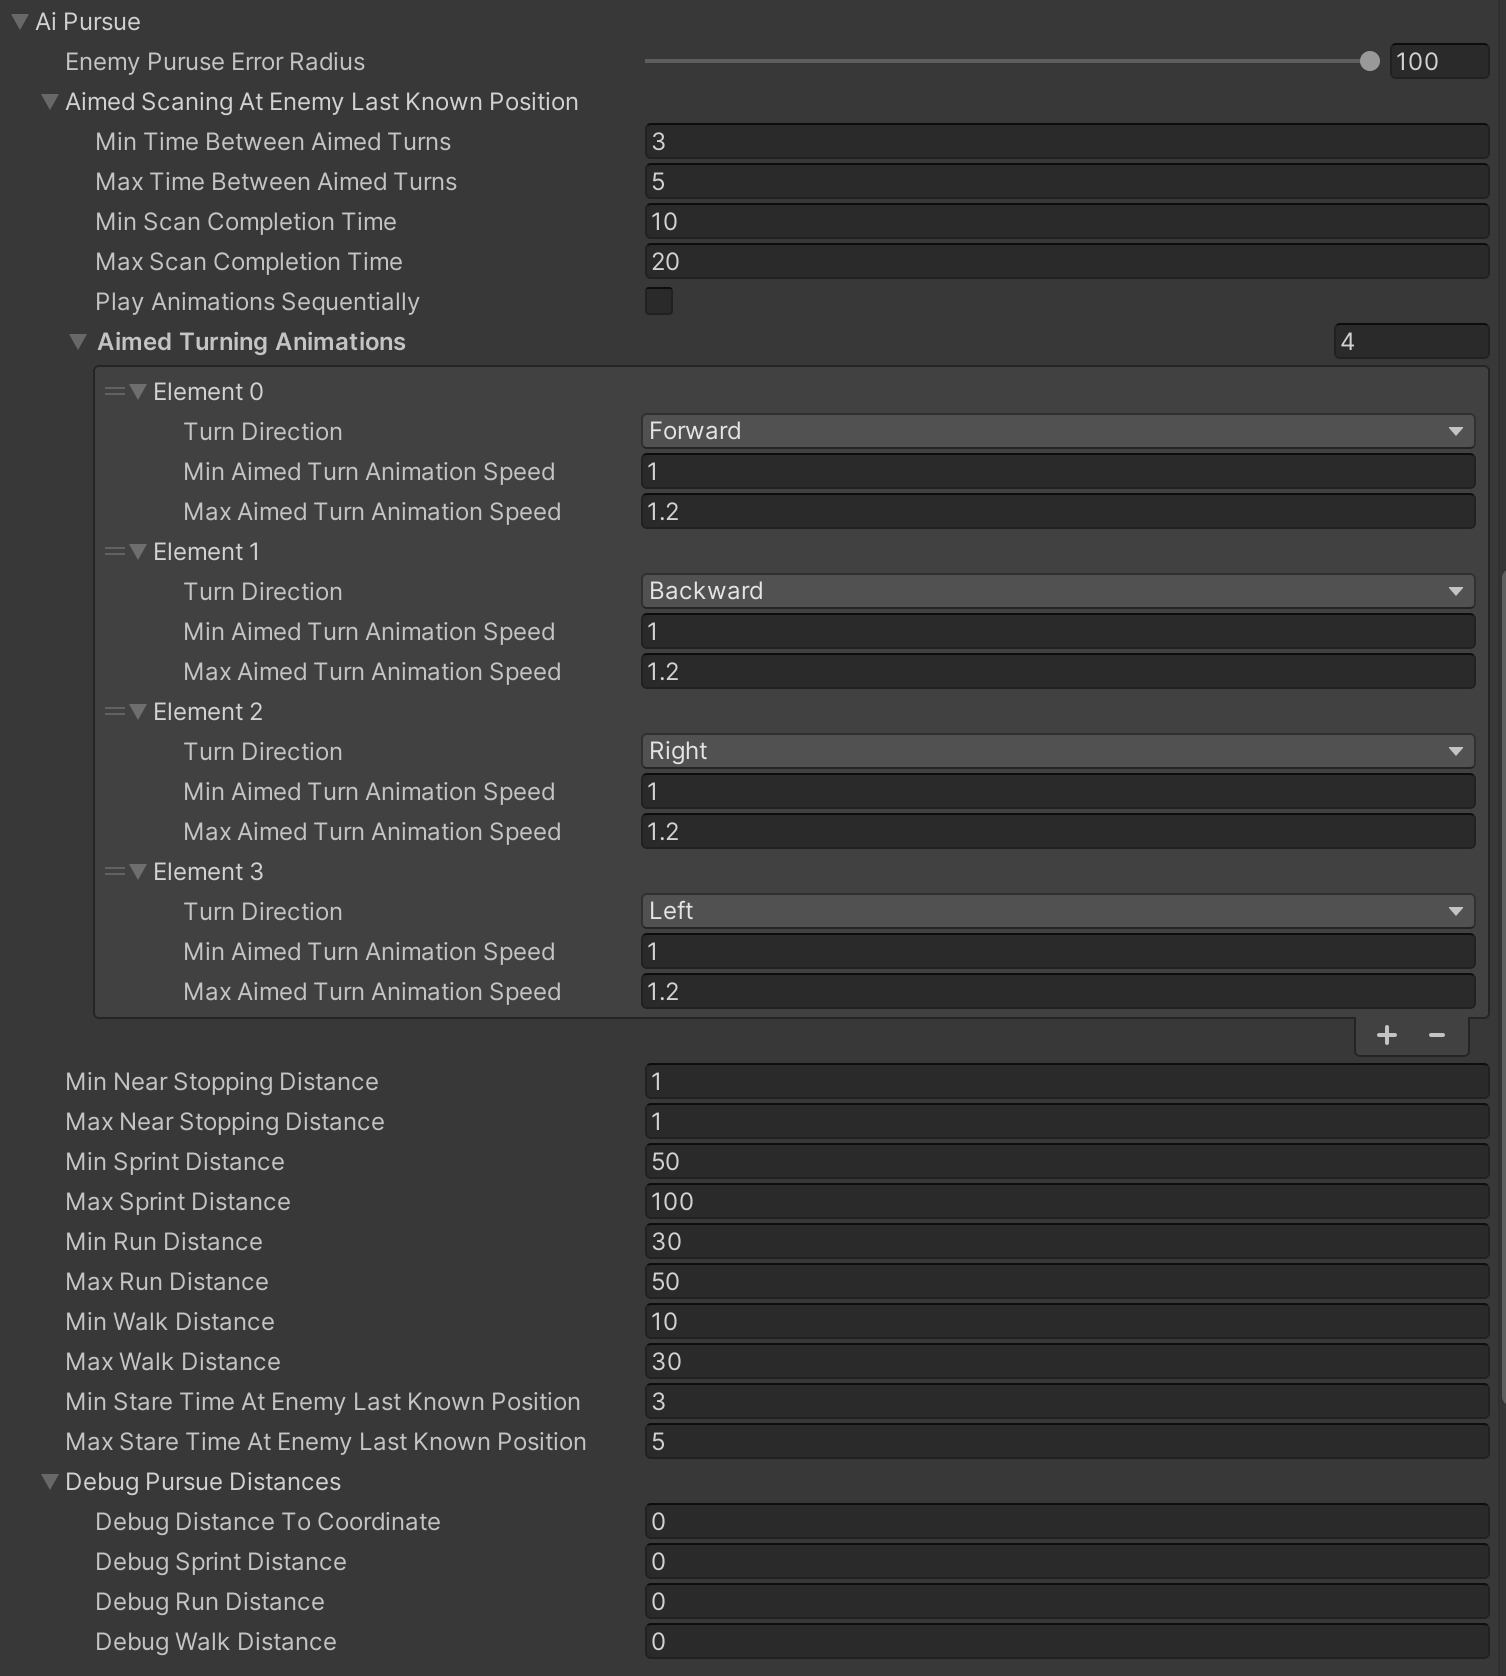 Ai Pursue
Enemy Puruse Error Radius 100
Aimed Scaning At Enemy Last Known Position
Min Time Between Aimed Turns 3
Max Time Between Aimed Turns 5
Min Scan Completion Time 10
Max Scan Completion Time 20
Play Animations Sequentially
Aimed Turning Animations 4
Element 0
Turn Direction Forward
Min Aimed Turn Animation Speed 1
Max Aimed Turn Animation Speed 1.2
Element 1
Turn Direction Backward
Min Aimed Turn Animation Speed 1
Max Aimed Turn Animation Speed 1.2
Element 2
Turn Direction Right
Min Aimed Turn Animation Speed 1
Max Aimed Turn Animation Speed 1.2
Element 3
Turn Direction Left
Min Aimed Turn Animation Speed 1
Max Aimed Turn Animation Speed 1.2
+ −
Min Near Stopping Distance 1
Max Near Stopping Distance 1
Min Sprint Distance 50
Max Sprint Distance 100
Min Run Distance 30
Max Run Distance 50
Min Walk Distance 10
Max Walk Distance 30
Min Stare Time At Enemy Last Known Position 3
Max Stare Time At Enemy Last Known Position 5
Debug Pursue Distances
Debug Distance To Coordinate 0
Debug Sprint Distance 0
Debug Run Distance 0
Debug Walk Distance 0